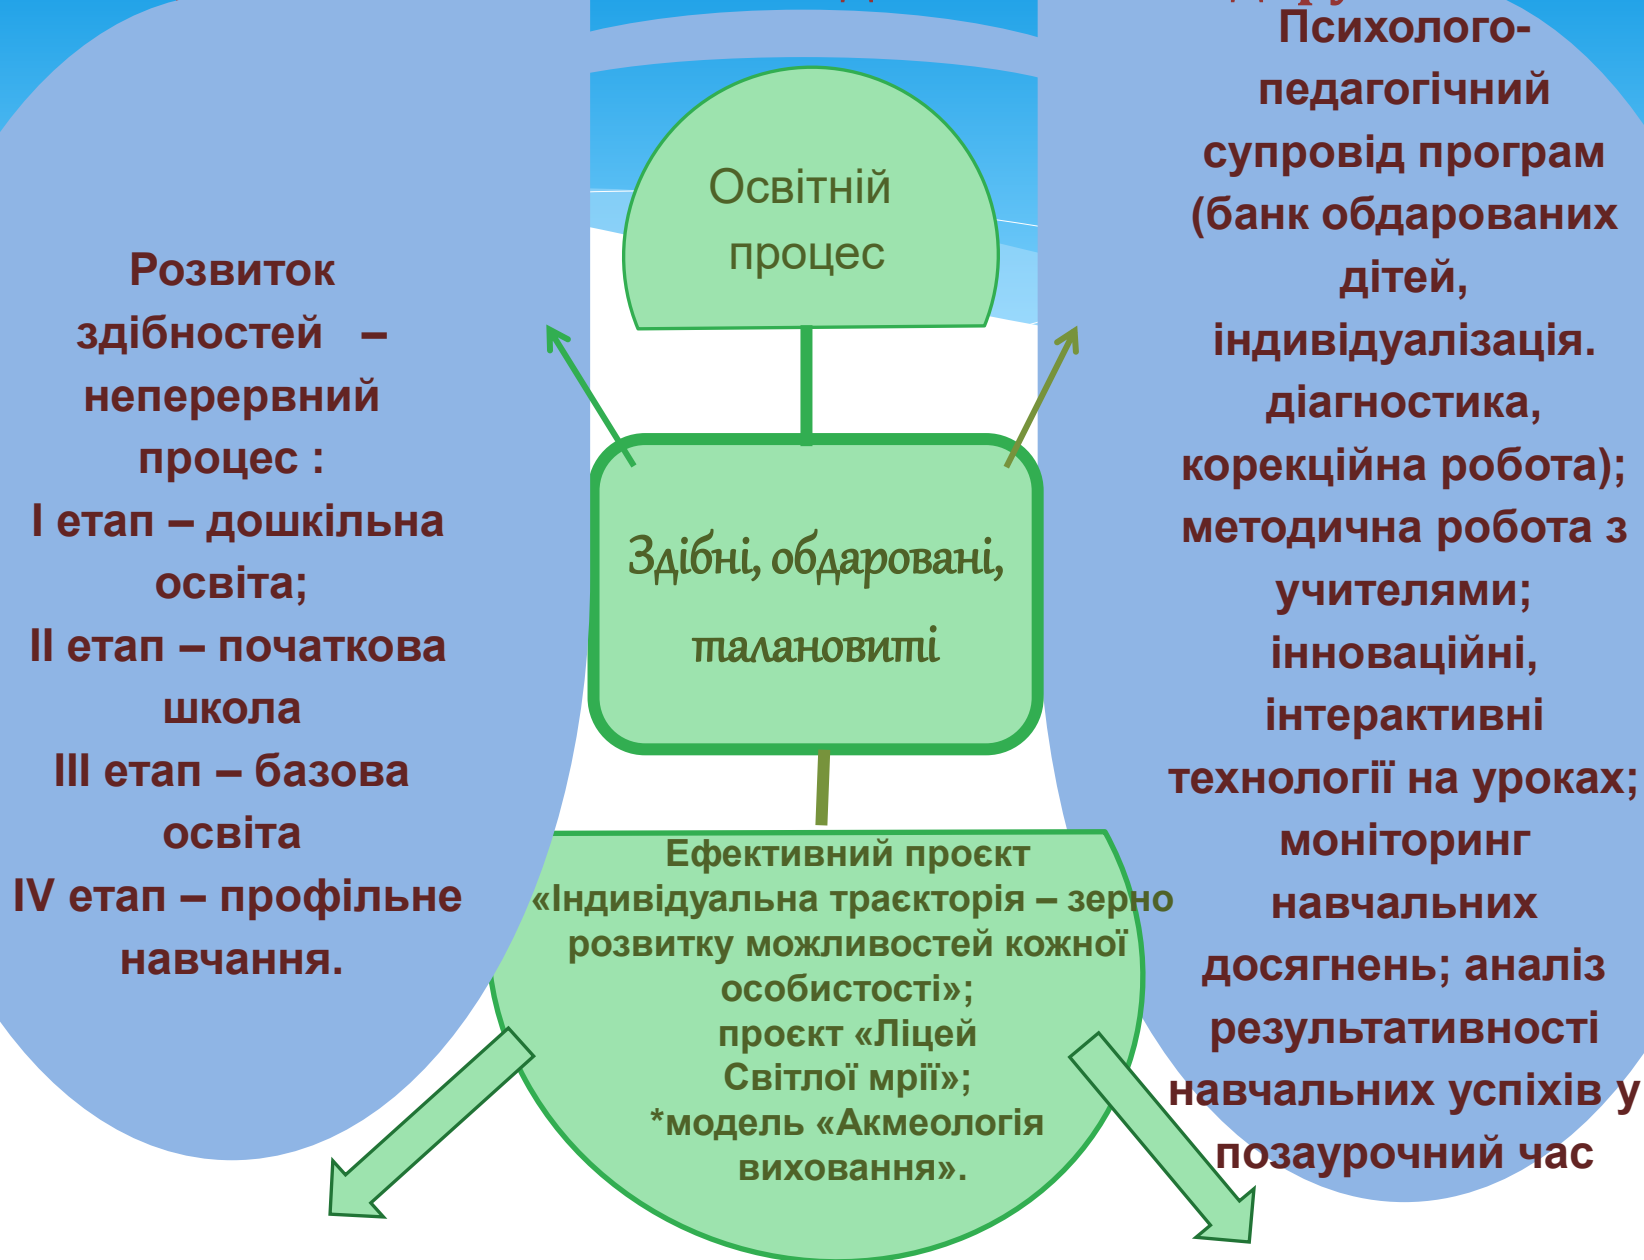 Розвиток
здібностей –
неперервний
процес :
І етап – дошкільна
освіта;
ІІ етап – початкова
школа
ІІІ етап – базова
освіта
IV етап – профільне
навчання.
Освітній
процес
Здібні, обдаровані,
талановиті
Ефективний проєкт
«Індивідуальна траєкторія – зерно
розвитку можливостей кожної
особистості»;
проєкт «Ліцей
Світлої мрії»;
*модель «Акмеологія
виховання».
Психолого-
педагогічний
супровід програм
(банк обдарованих
дітей,
індивідуалізація.
діагностика,
корекційна робота);
методична робота з
учителями;
інноваційні,
інтерактивні
технології на уроках;
моніторинг
навчальних
досягнень; аналіз
результативності
навчальних успіхів у
позаурочний час